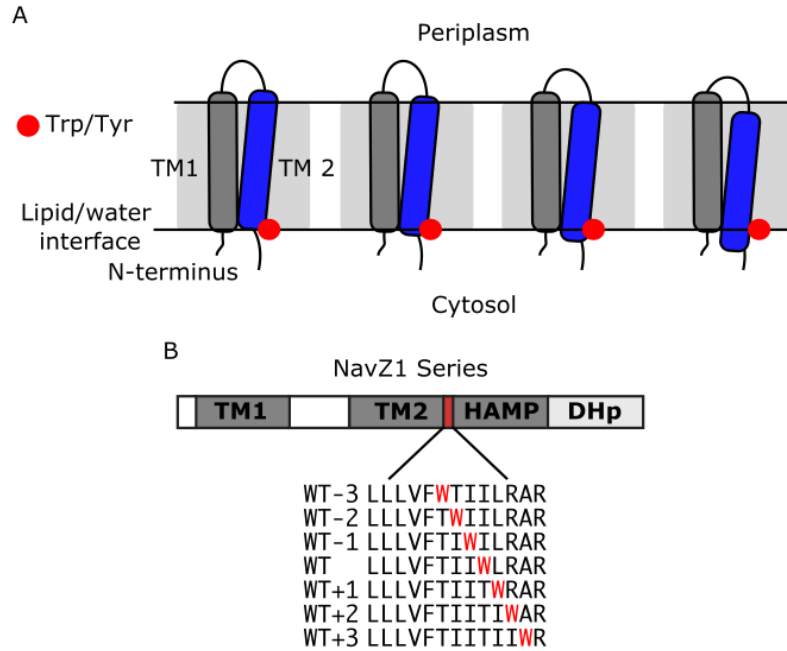 A
Periplasm
Trp/Tyr
TM1
TM 2
Lipid/water
interface
N-terminus
Cytosol
B
NavZ1 Series
TM1 TM2 HAMP DHp
WT-3 LLLVFWTIILRAR
WT-2 LLLVFTWIILRAR
WT-1 LLLVFTIWILRAR
WT LLLVFTIIWLRAR
WT+1 LLLVFTIITWRAR
WT+2 LLLVFTIITIWAR
WT+3 LLLVFTIITIIWR